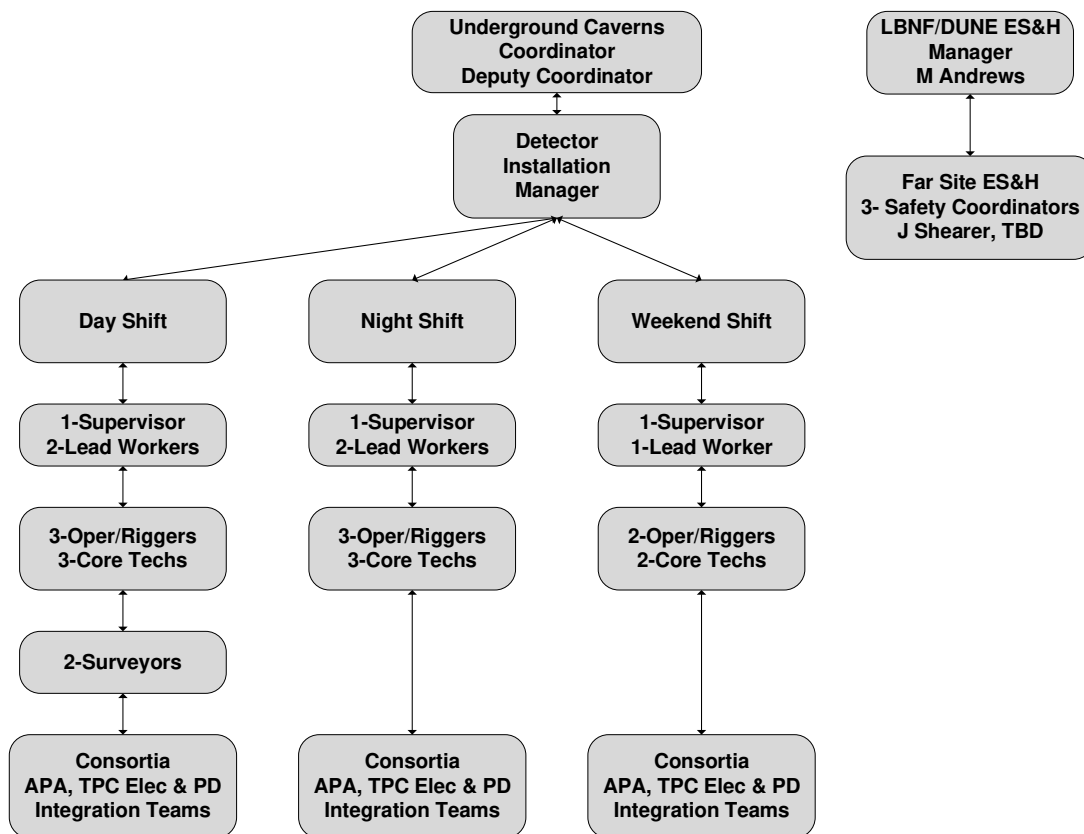 Underground Caverns
Coordinator
Deputy Coordinator
LBNF/DUNE ES&H
Manager
M Andrews
Detector
Installation
Manager
Far Site ES&H
3- Safety Coordinators
J Shearer, TBD
Day Shift
Night Shift
Weekend Shift
1-Supervisor
2-Lead Workers
1-Supervisor
2-Lead Workers
1-Supervisor
1-Lead Worker
3-Oper/Riggers
3-Core Techs
3-Oper/Riggers
3-Core Techs
2-Oper/Riggers
2-Core Techs
2-Surveyors
Consortia
APA, TPC Elec & PD
Integration Teams
Consortia
APA, TPC Elec & PD
Integration Teams
Consortia
APA, TPC Elec & PD
Integration Teams